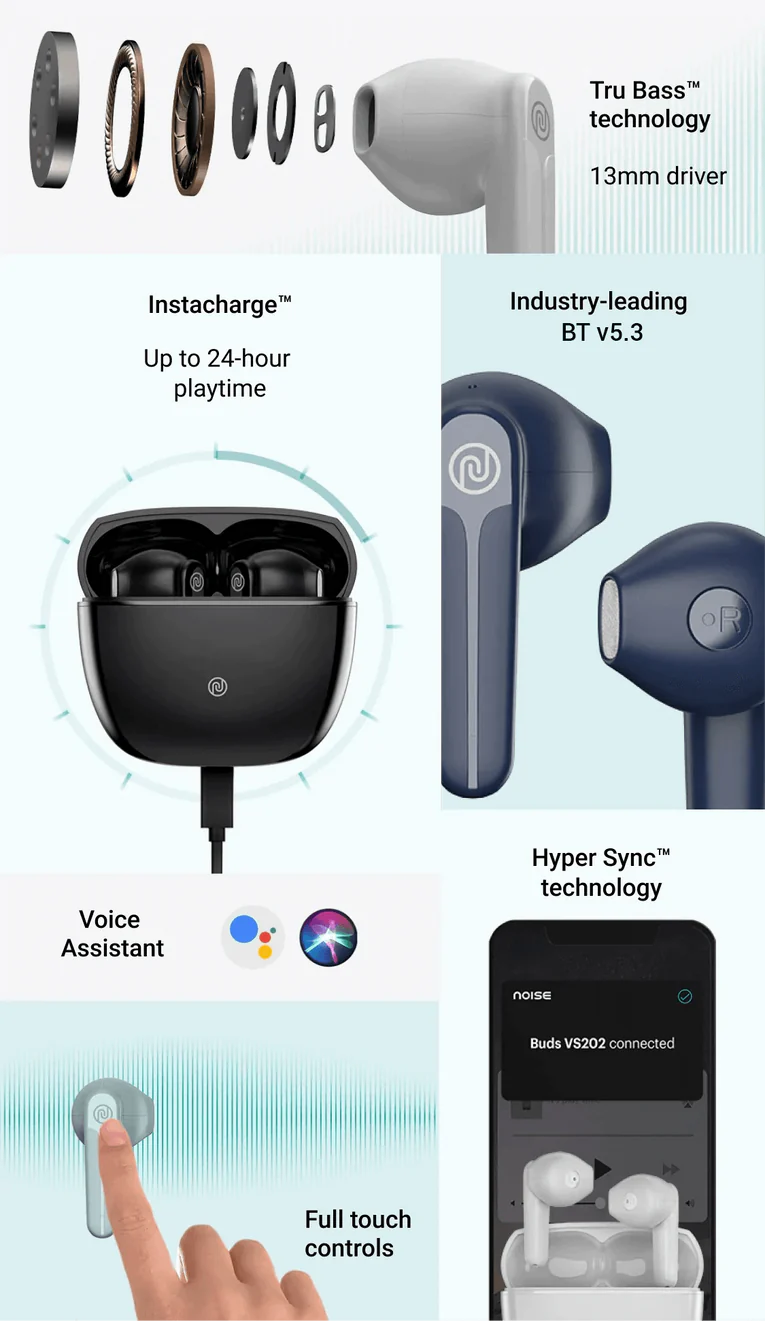 Tru Bass™
technology
13mm driver
Instacharge™
Up to 24-hour
playtime
Industry-leading
BT v5.3
R
Hyper Sync™
technology
Voice
Assistant
NOISE
Buds VS202 connected
Full touch
controls